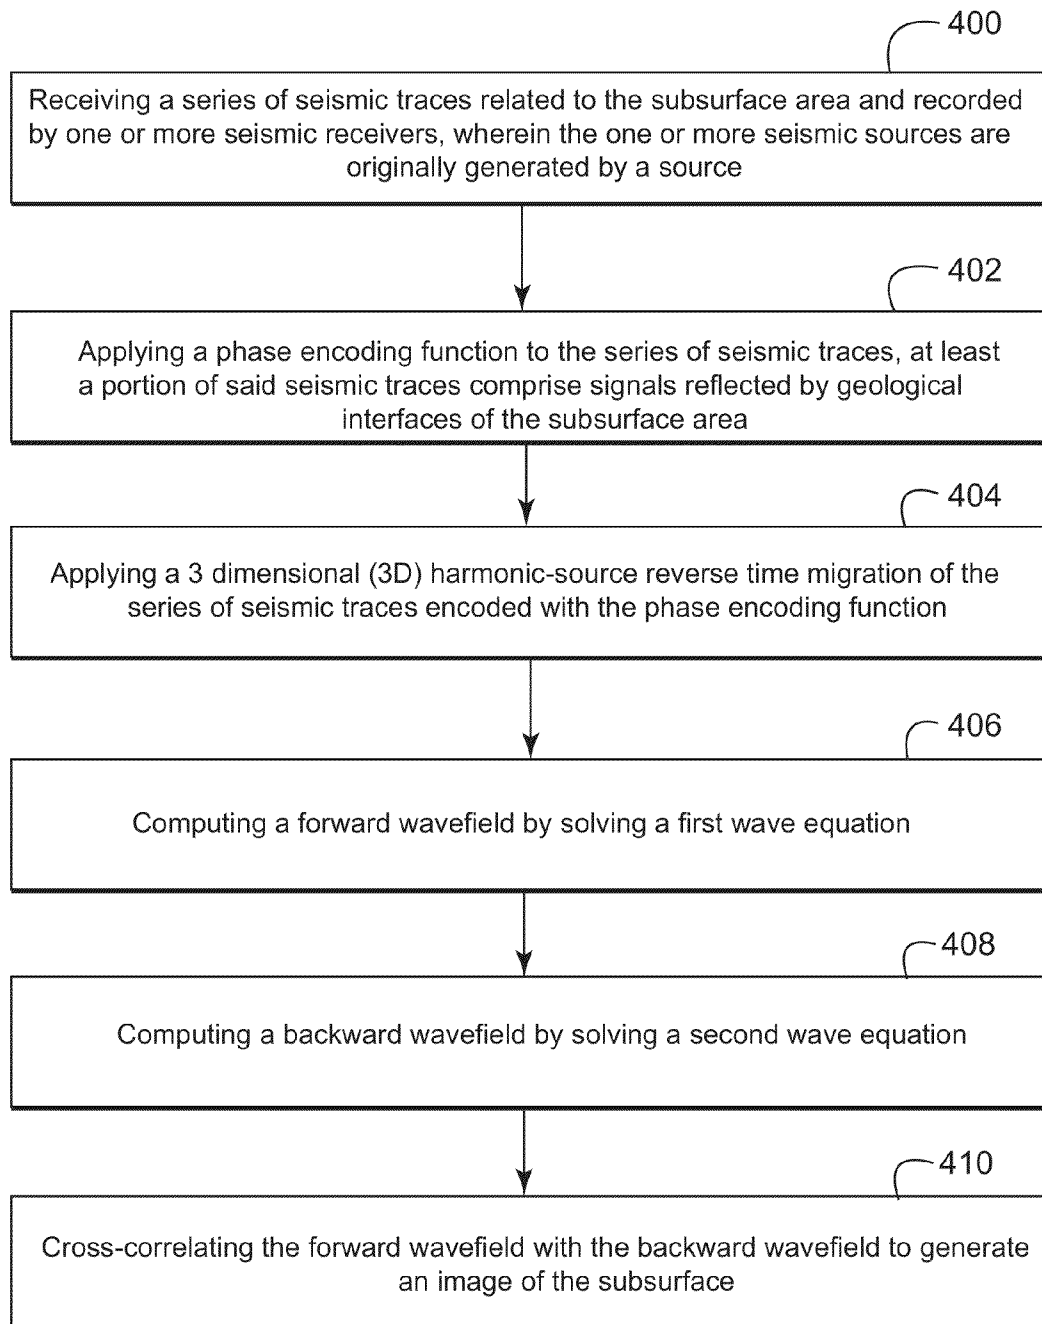 400
Receiving a series of seismic traces related to the subsurface area and recorded
by one or more seismic receivers, wherein the one or more seismic sources are
originally generated by a source
402
Applying a phase encoding function to the series of seismic traces, at least
a portion of said seismic traces comprise signals reflected by geological
interfaces of the subsurface area
404
Applying a 3 dimensional (3D) harmonic-source reverse time migration of the
series of seismic traces encoded with the phase encoding function
406
Computing a forward wavefield by solving a first wave equation
408
Computing a backward wavefield by solving a second wave equation
410
Cross-correlating the forward wavefield with the backward wavefield to generate
an image of the subsurface